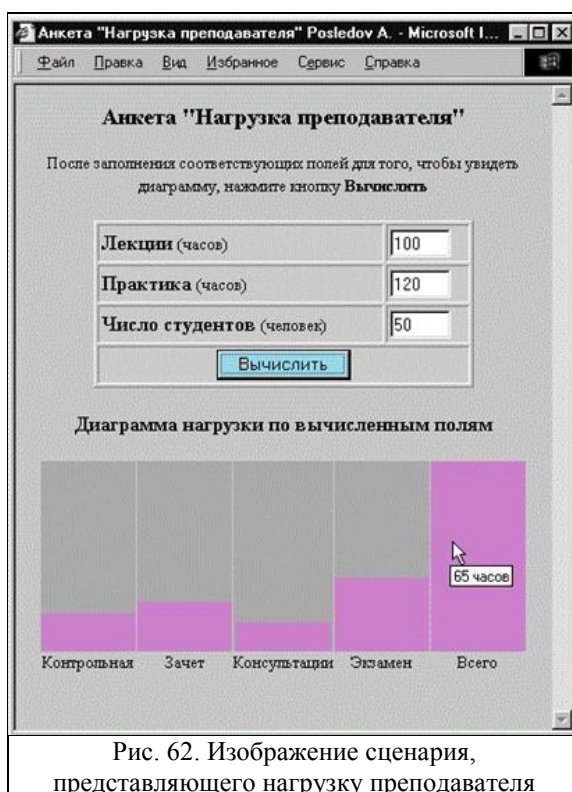 Анкета "Нагрузка преподавателя" Posledov A. - Microsoft I...
Файл Правка Вид Избранное Сервис Справка
Анкета "Нагрузка преподавателя"
После заполнения соответствующих полей для того, чтобы увидеть
диаграмму, нажмите кнопку Вычислить
Лекции (часов) 100
Практика (часов) 120
Число студентов (человек) 50
Вычислить
Диаграмма нагрузки по вычисленным полям
65 часов
Контрольная Зачет Консультации Экзамен Всего
Рис. 62. Изображение сценария,
представляющего нагрузку преподавателя